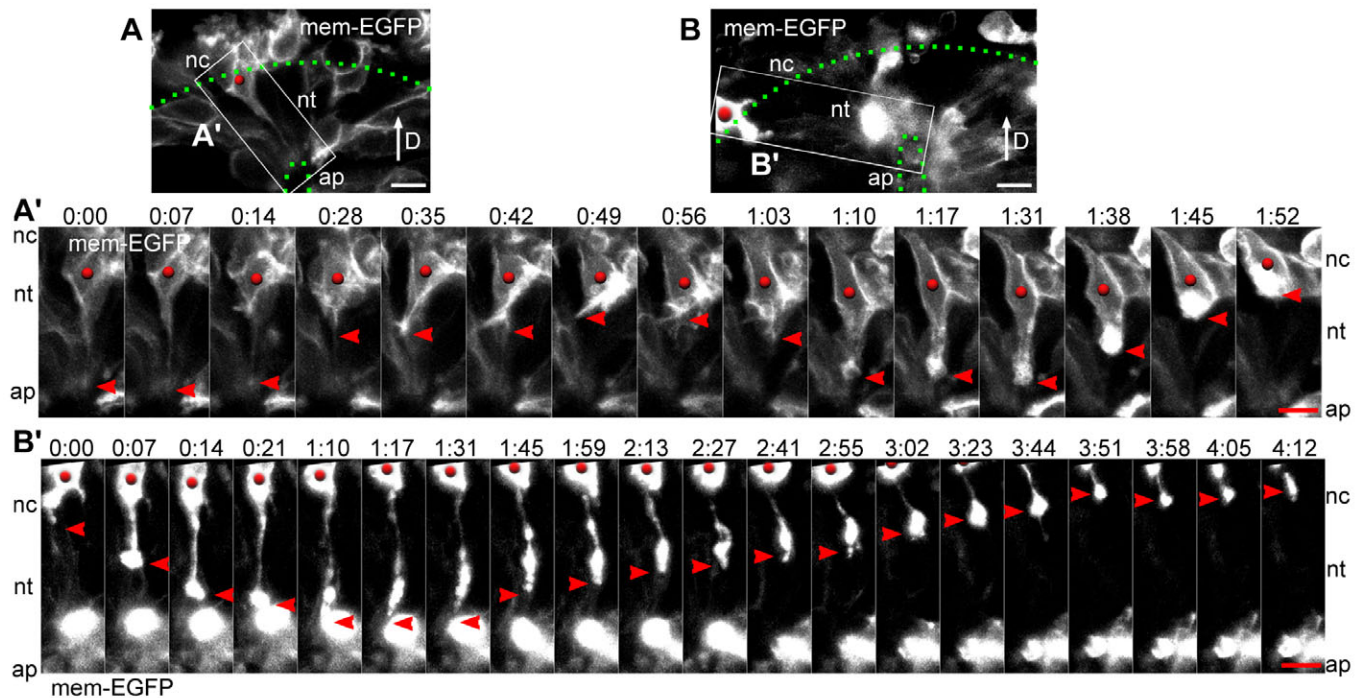 A
mem-EGFP
nc
nt
A'
D
ap
B
mem-EGFP
nc
nt
B'
D
ap
A'
0:00 0:07 0:14 0:28 0:35 0:42 0:49 0:56 1:03 1:10 1:17 1:31 1:38 1:45 1:52
nc mem-EGFP nc
nt nt
ap ap
B'
0:00 0:07 0:14 0:21 1:10 1:17 1:31 1:45 1:59 2:13 2:27 2:41 2:55 3:02 3:23 3:44 3:51 3:58 4:05 4:12
nc nc
nt nt
ap ap
mem-EGFP